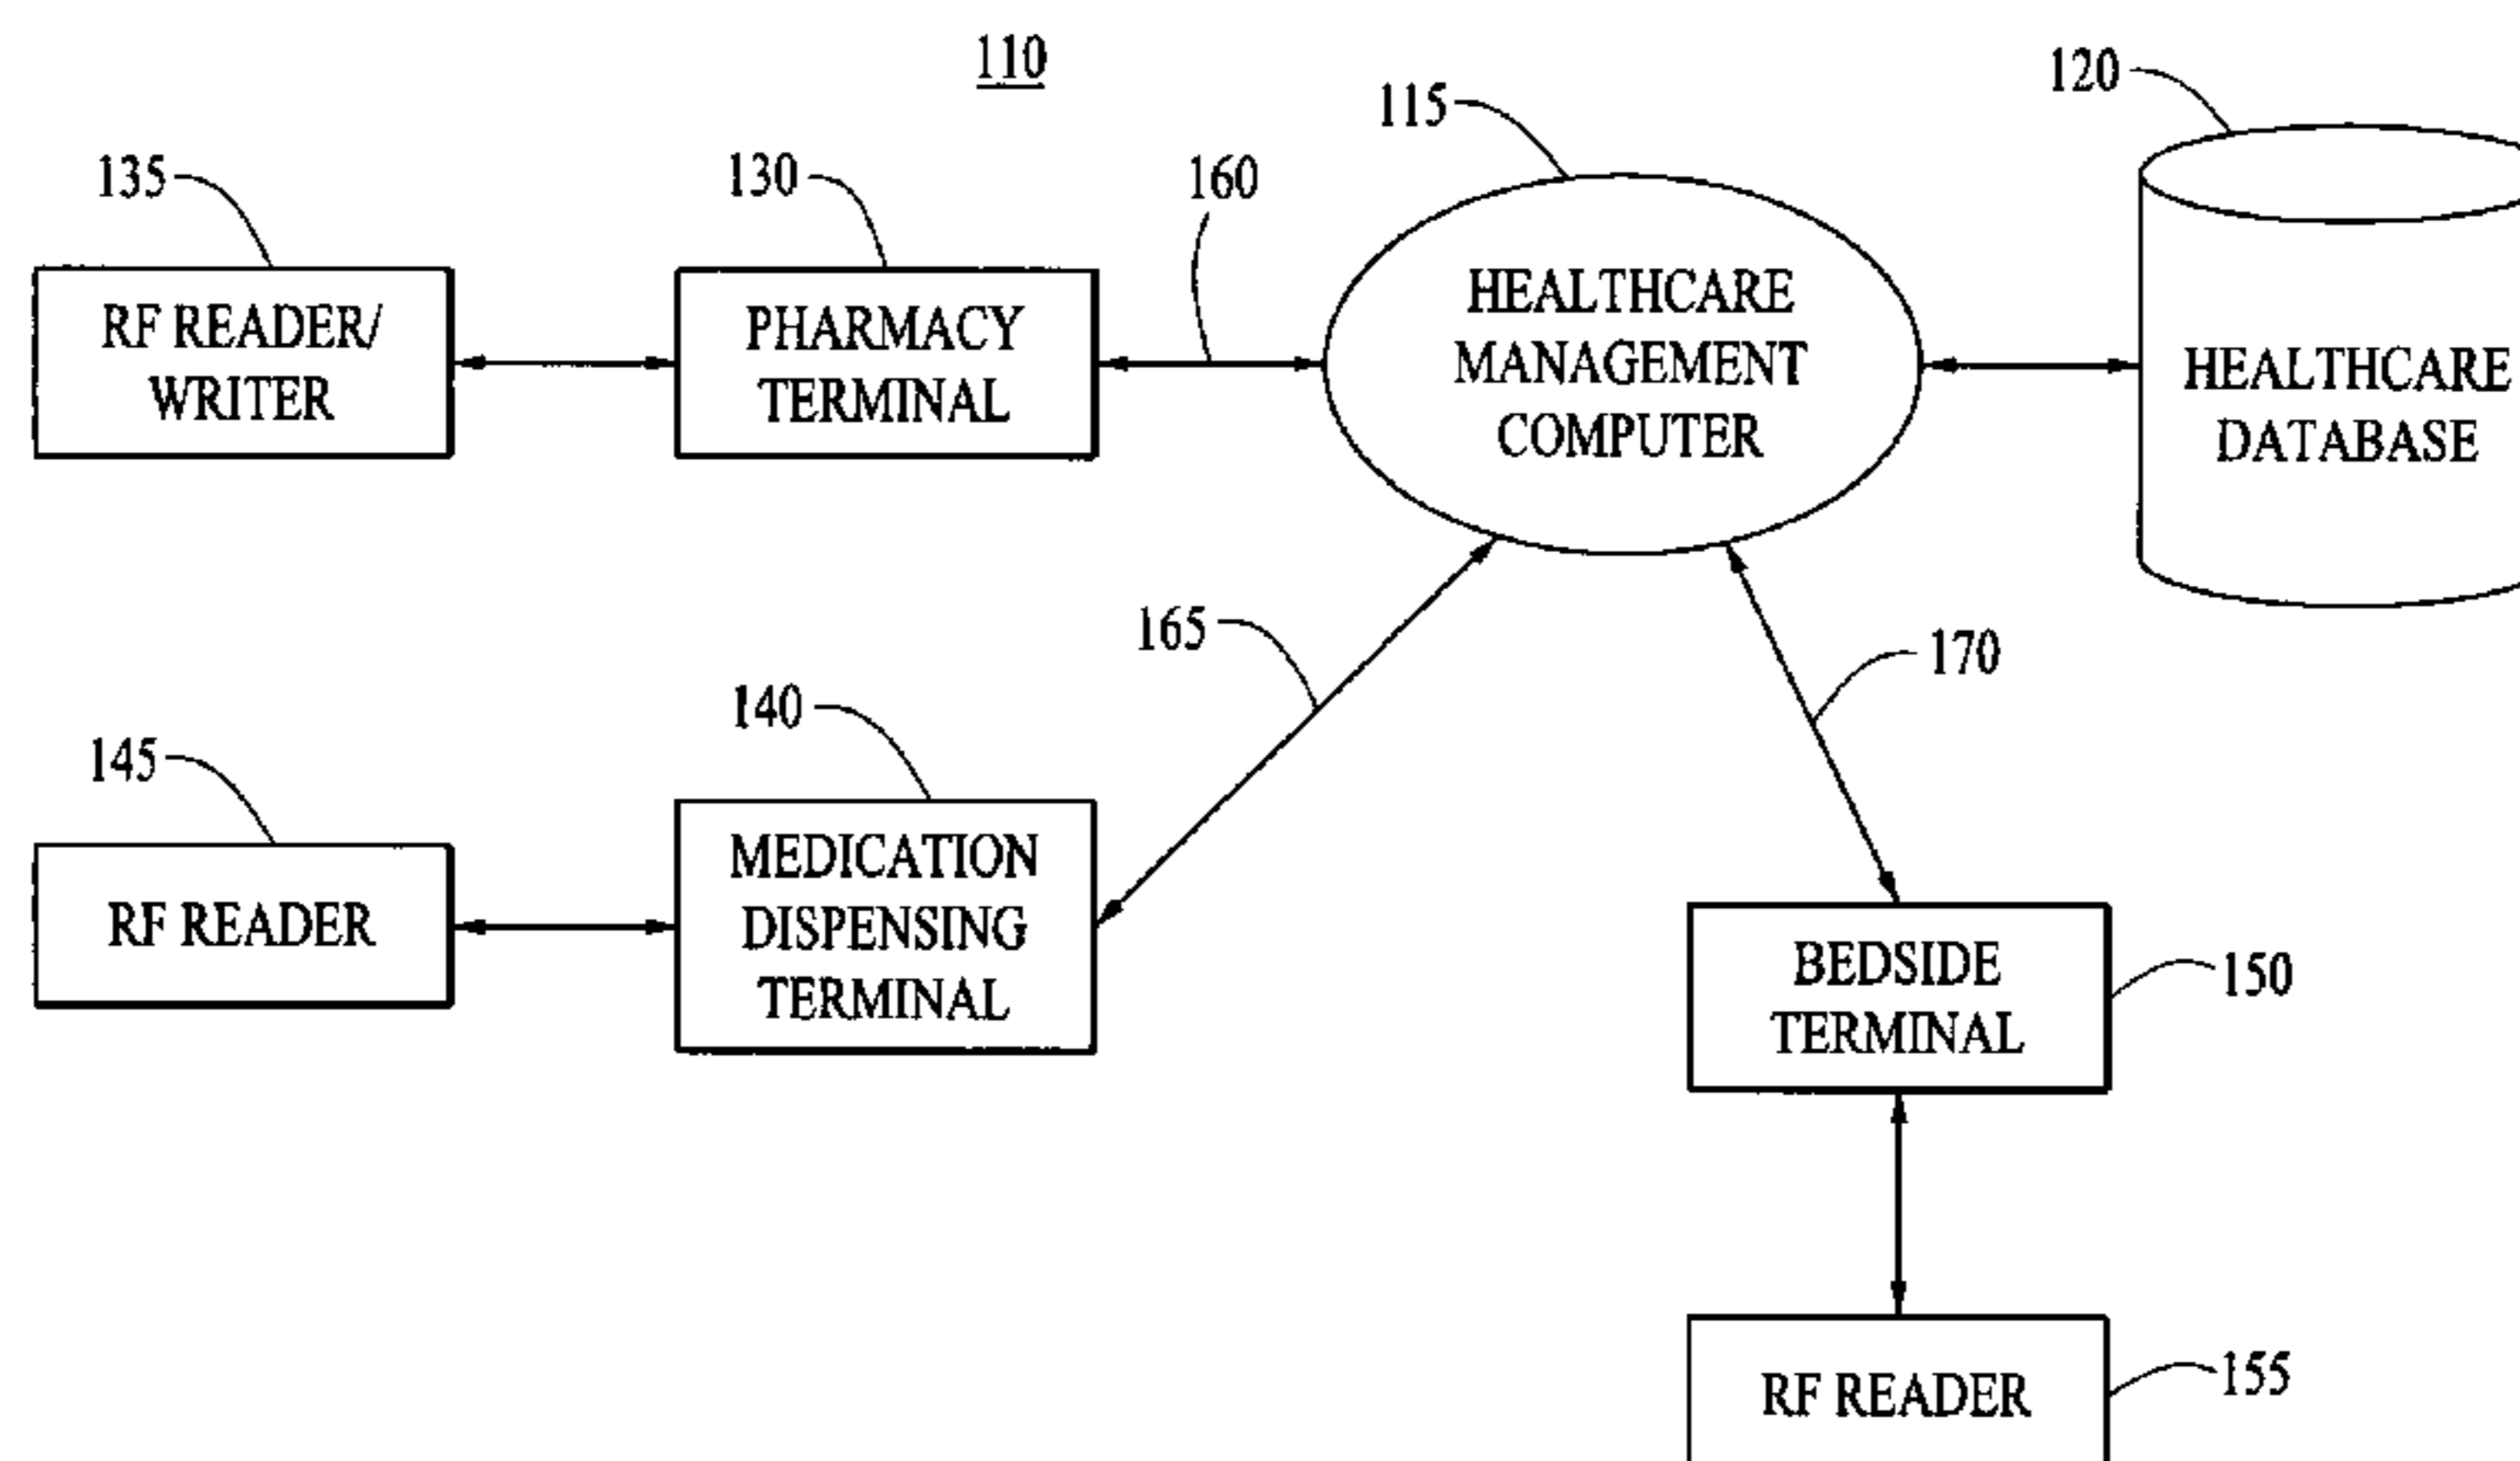 110
115
120
135
130
160
RF READER/
WRITER
PHARMACY
TERMINAL
HEALTHCARE
MANAGEMENT
COMPUTER
HEALTHCARE
DATABASE
165
170
140
145
RF READER
MEDICATION
DISPENSING
TERMINAL
BEDSIDE
TERMINAL
150
RF READER
155